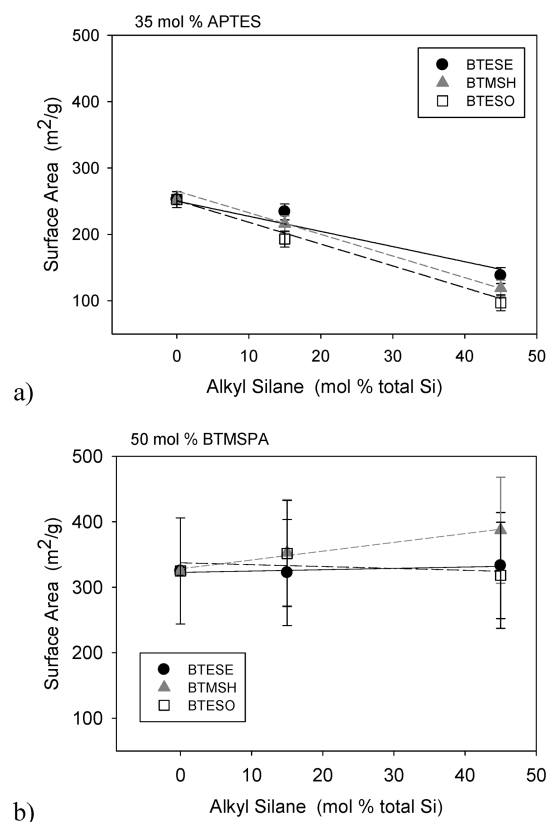 35 mol % APTES
500
400
300
200
100
Surface Area (m²/g)
BTESE
BTMSH
BTESO
0 10 20 30 40 50
Alkyl Silane (mol % total Si)
a)
50 mol % BTMSPA
500
400
300
200
100
Surface Area (m²/g)
BTESE
BTMSH
BTESO
0 10 20 30 40 50
Alkyl Silane (mol % total Si)
b)